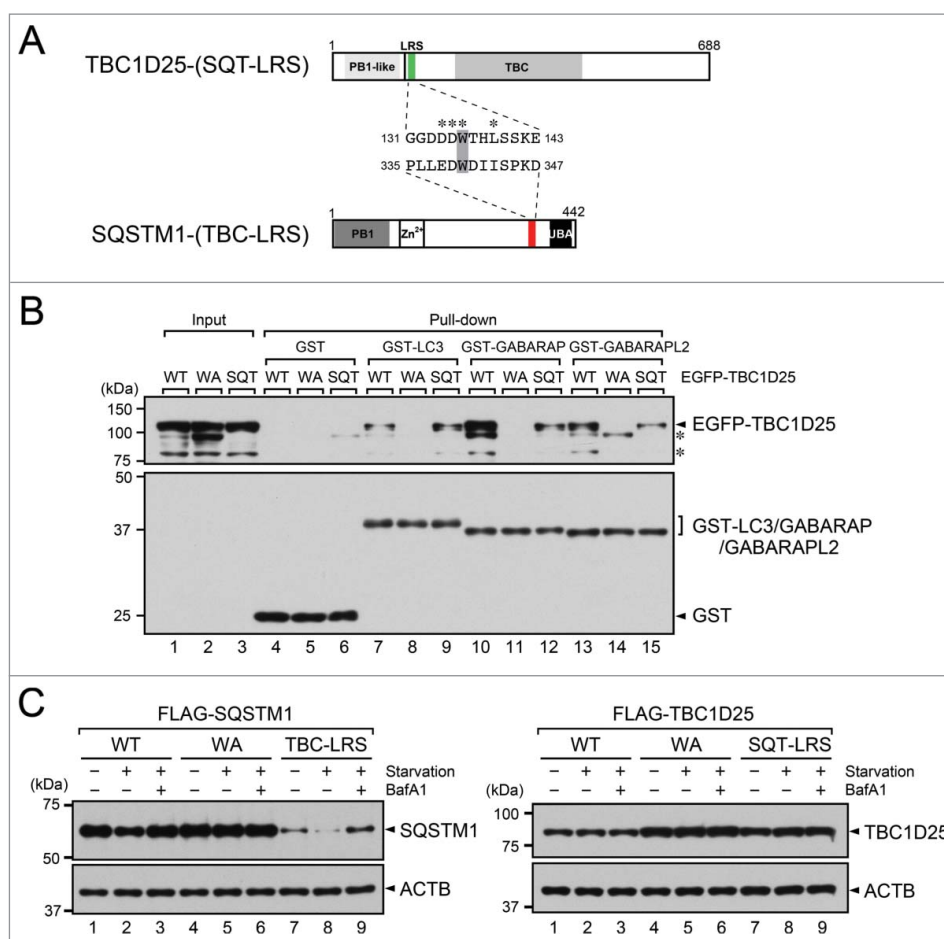 A
1 LRS 688
TBC1D25-(SQT-LRS) PB1-like TBC
*** *
131 GGDDDWTHLSSKE 143
335 PLLEDWDIISPKD 347
1 442
SQSTM1-(TBC-LRS) PB1 Zn2+ UBA
B
Input Pull-down
GST GST-LC3 GST-GABARAP GST-GABARAPL2
(kDa) WT WA SQT WT WA SQT WT WA SQT WT WA SQT WT WA SQT EGFP-TBC1D25
150
EGFP-TBC1D25
100
*
*
75
50
37 GST-LC3/GABARAP
/GABARAPL2
25 GST
1 2 3 4 5 6 7 8 9 10 11 12 13 14 15
C
FLAG-SQSTM1
WT WA TBC-LRS
− + + − + + − + + Starvation
(kDa) + + + BafA1
75
SQSTM1
50
ACTB
37
1 2 3 4 5 6 7 8 9
FLAG-TBC1D25
WT WA SQT-LRS
− + + − + + − + + Starvation
(kDa) + + + BafA1
100
TBC1D25
75
ACTB
37
1 2 3 4 5 6 7 8 9